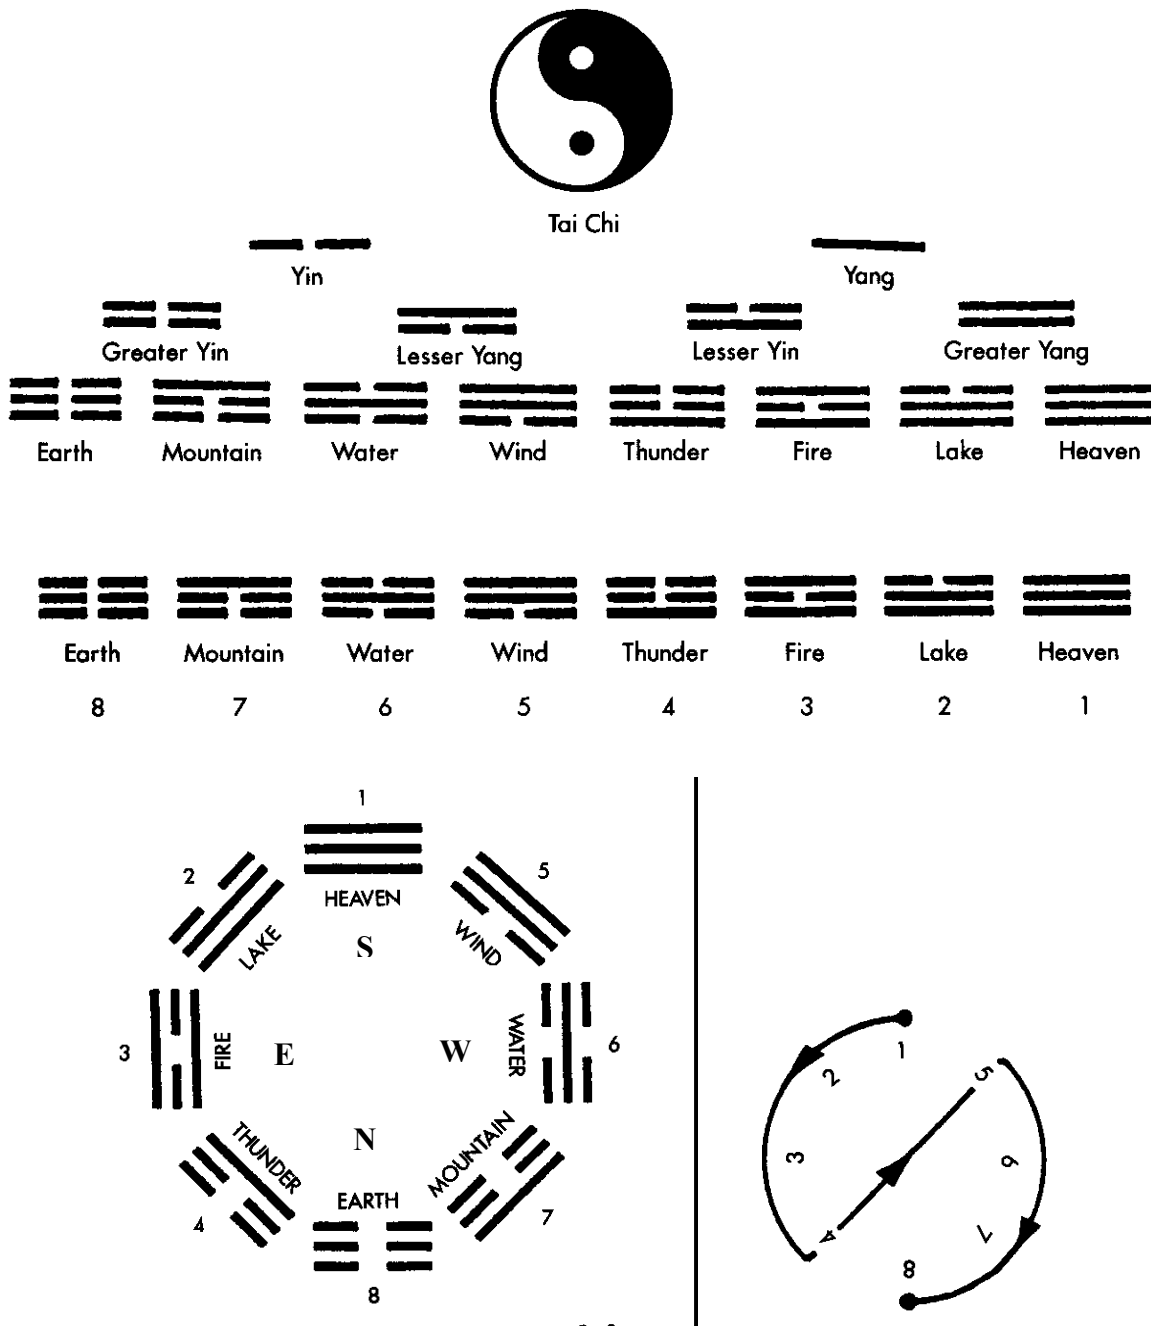 Tai Chi
Yin Yang
Greater Yin Lesser Yang Lesser Yin Greater Yang
Earth Mountain Water Wind Thunder Fire Lake Heaven
Earth Mountain Water Wind Thunder Fire Lake Heaven
8 7 6 5 4 3 2 1
1
HEAVEN
2
LAKE
5
WIND
S
3
FIRE
E
W
WATER
6
N
THUNDER
4
MOUNTAIN
7
EARTH
8
1
2
3
4
5
6
7
8